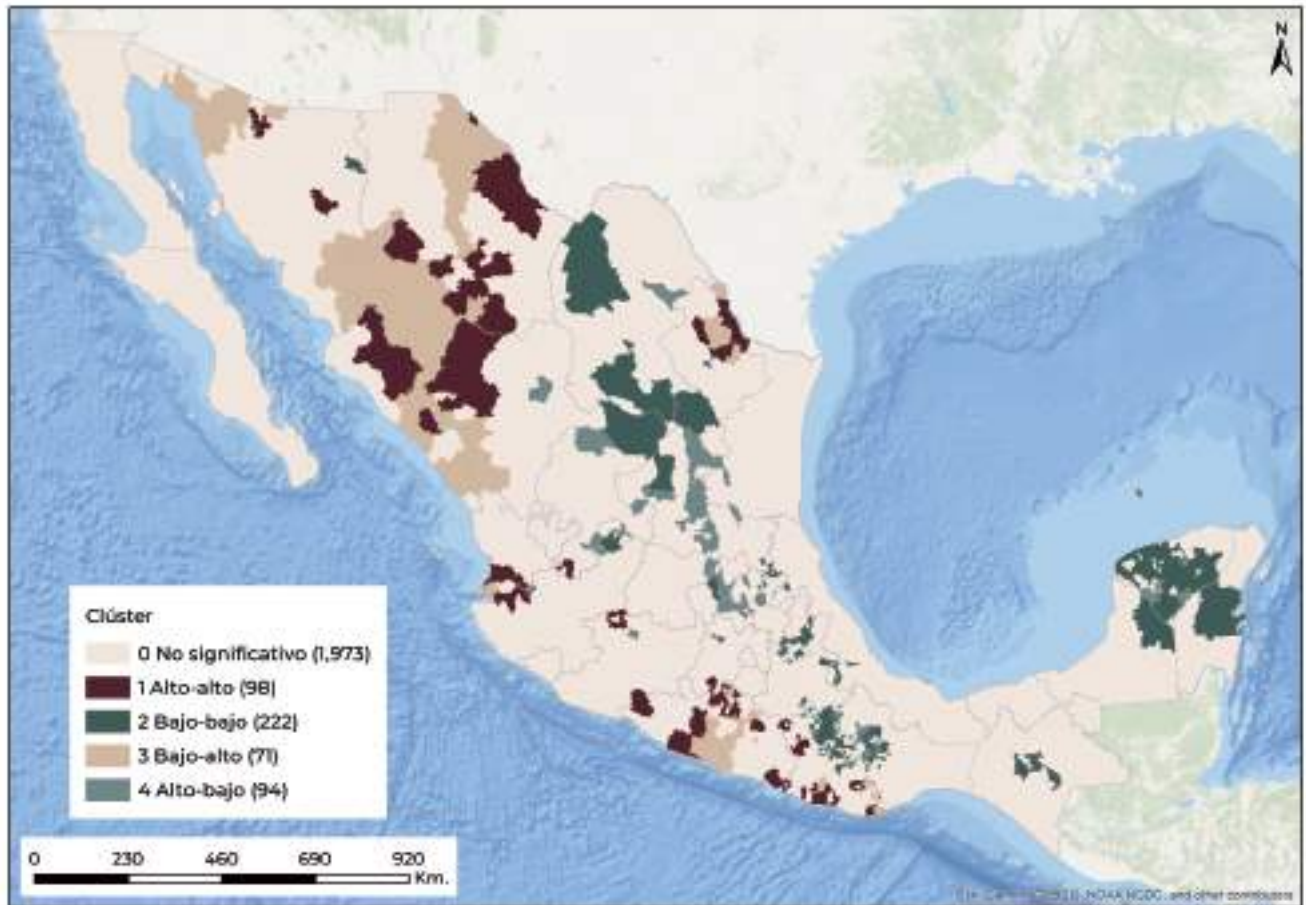 N
Clúster
0 No significativo (1,973)
1 Alto-alto (98)
2 Bajo-bajo (222)
3 Bajo-alto (71)
4 Alto-bajo (94)
0 230 460 690 920
Km.
NOAA NGDC, and other contributors